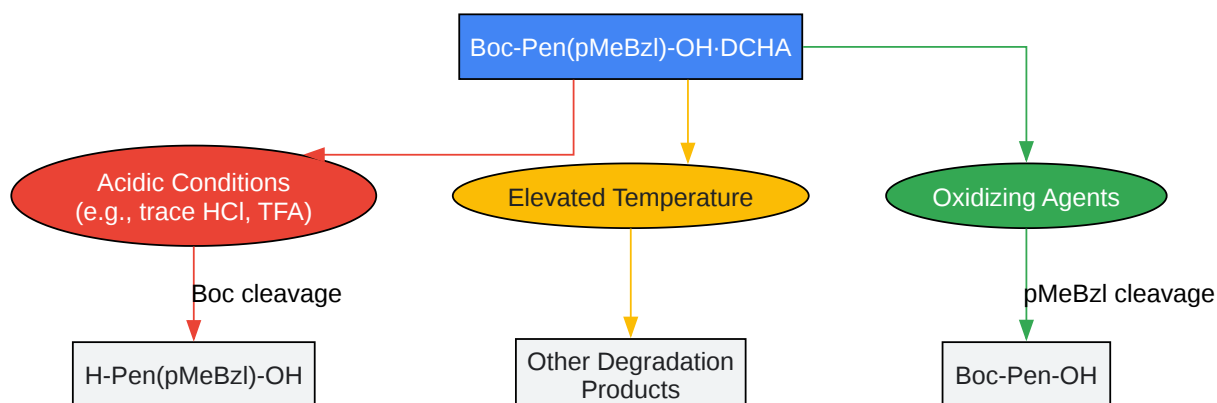 Boc-Pen(pMeBzl)-OH·DCHA
Acidic Conditions
(e.g., trace HCl, TFA)
Elevated Temperature
Oxidizing Agents
Boc cleavage
pMeBzl cleavage
H-Pen(pMeBzl)-OH
Other Degradation
Products
Boc-Pen-OH